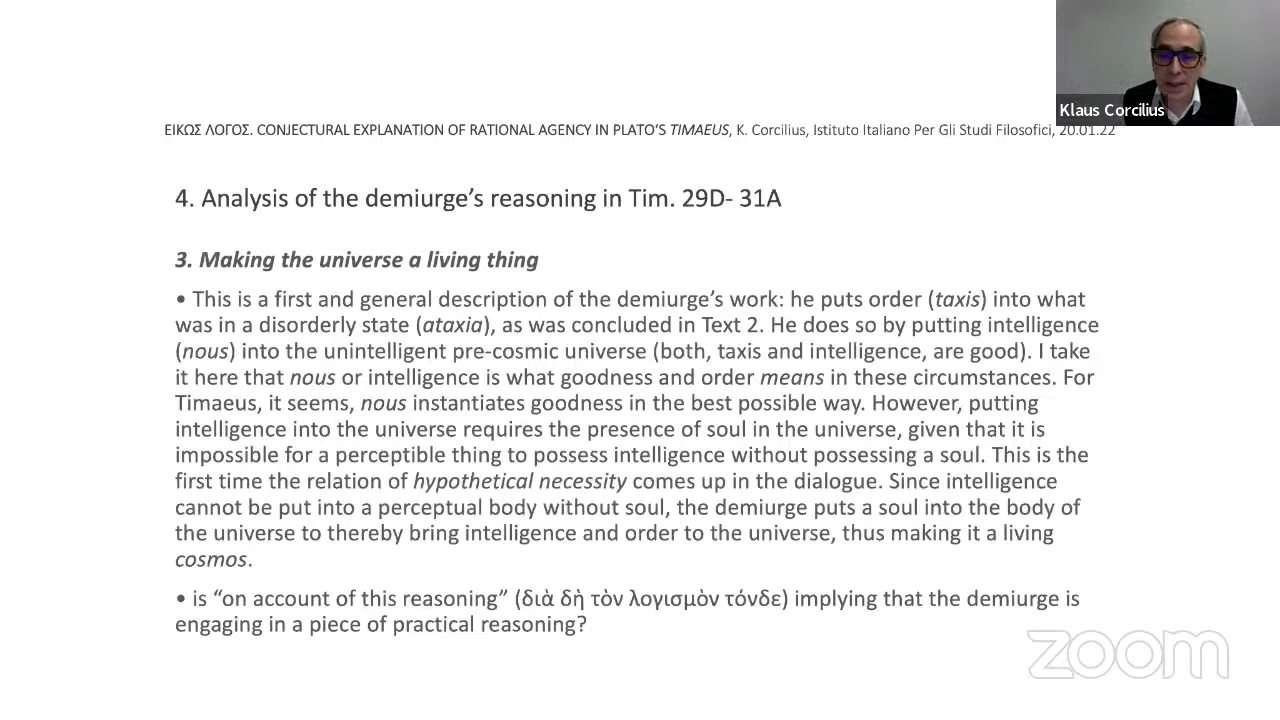 Klaus Corcilius
ΕΙΚΩΣ ΛΟΓΟΣ. CONJECTURAL EXPLANATION OF RATIONAL AGENCY IN PLATO'S TIMAEUS, K. Corcilius, Istituto Italiano Per Gli Studi Filosofici, 20.01.22
4. Analysis of the demiurge's reasoning in Tim. 29D- 31A
3. Making the universe a living thing
• This is a first and general description of the demiurge's work: he puts order (taxis) into what
was in a disorderly state (ataxia), as was concluded in Text 2. He does so by putting intelligence
(nous) into the unintelligent pre-cosmic universe (both, taxis and intelligence, are good). I take
it here that nous or intelligence is what goodness and order means in these circumstances. For
Timaeus, it seems, nous instantiates goodness in the best possible way. However, putting
intelligence into the universe requires the presence of soul in the universe, given that it is
impossible for a perceptible thing to possess intelligence without possessing a soul. This is the
first time the relation of hypothetical necessity comes up in the dialogue. Since intelligence
cannot be put into a perceptual body without soul, the demiurge puts a soul into the body of
the universe to thereby bring intelligence and order to the universe, thus making it a living
cosmos.
• is “on account of this reasoning” (διὰ δὴ τὸν λογισμὸν τόνδε) implying that the demiurge is
engaging in a piece of practical reasoning?
zoom